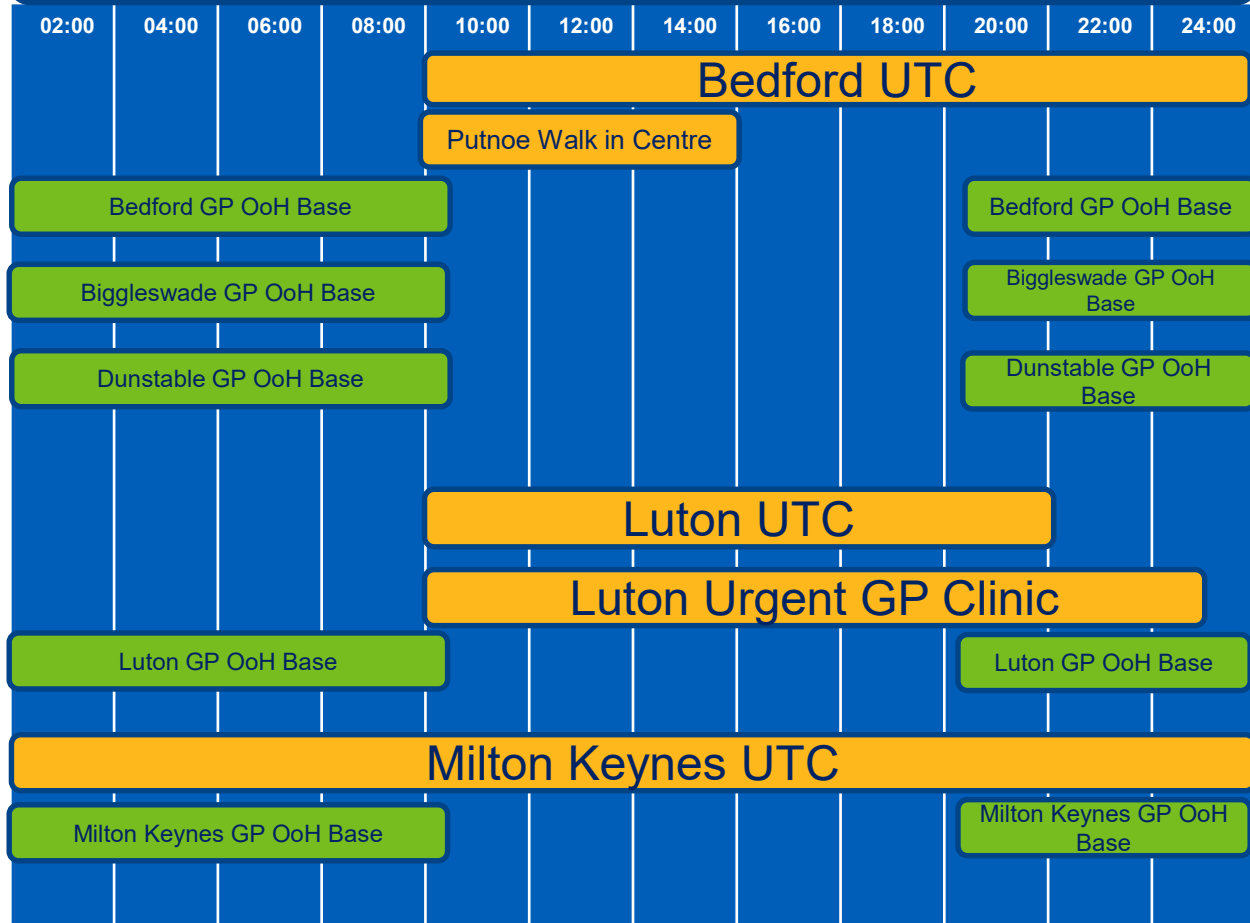 02:00 04:00 06:00 08:00 10:00 12:00 14:00 16:00 18:00 20:00 22:00 24:00
Bedford UTC
Putnoe Walk in Centre
Bedford GP OoH Base
Bedford GP OoH Base
Biggleswade GP OoH Base
Biggleswade GP OoH
Base
Dunstable GP OoH Base
Dunstable GP OoH
Base
Luton UTC
Luton Urgent GP Clinic
Luton GP OoH Base
Luton GP OoH Base
Milton Keynes UTC
Milton Keynes GP OoH Base
Milton Keynes GP OoH
Base